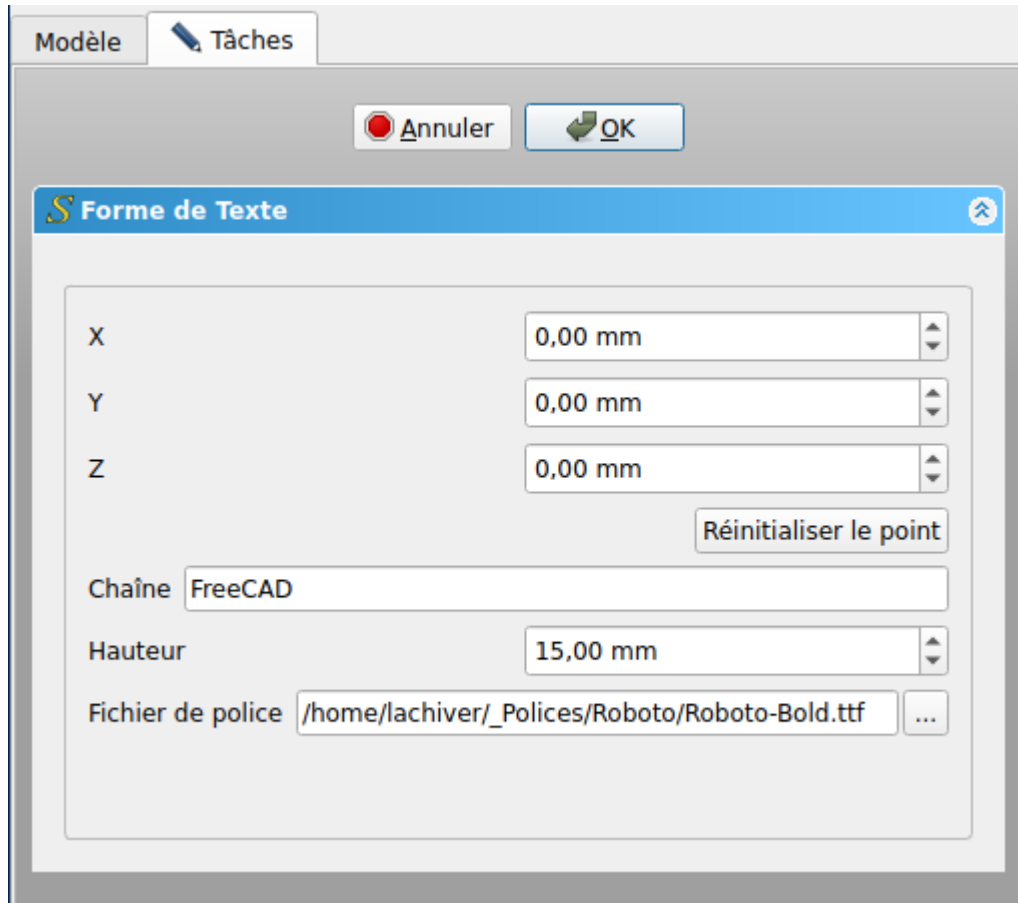 Modèle Tâches
Annuler OK
Forme de Texte
X 0,00 mm
Y 0,00 mm
Z 0,00 mm
Réinitialiser le point
Chaîne FreeCAD
Hauteur 15,00 mm
Fichier de police /home/lachiver/_Polices/Roboto/Roboto-Bold.ttf ...